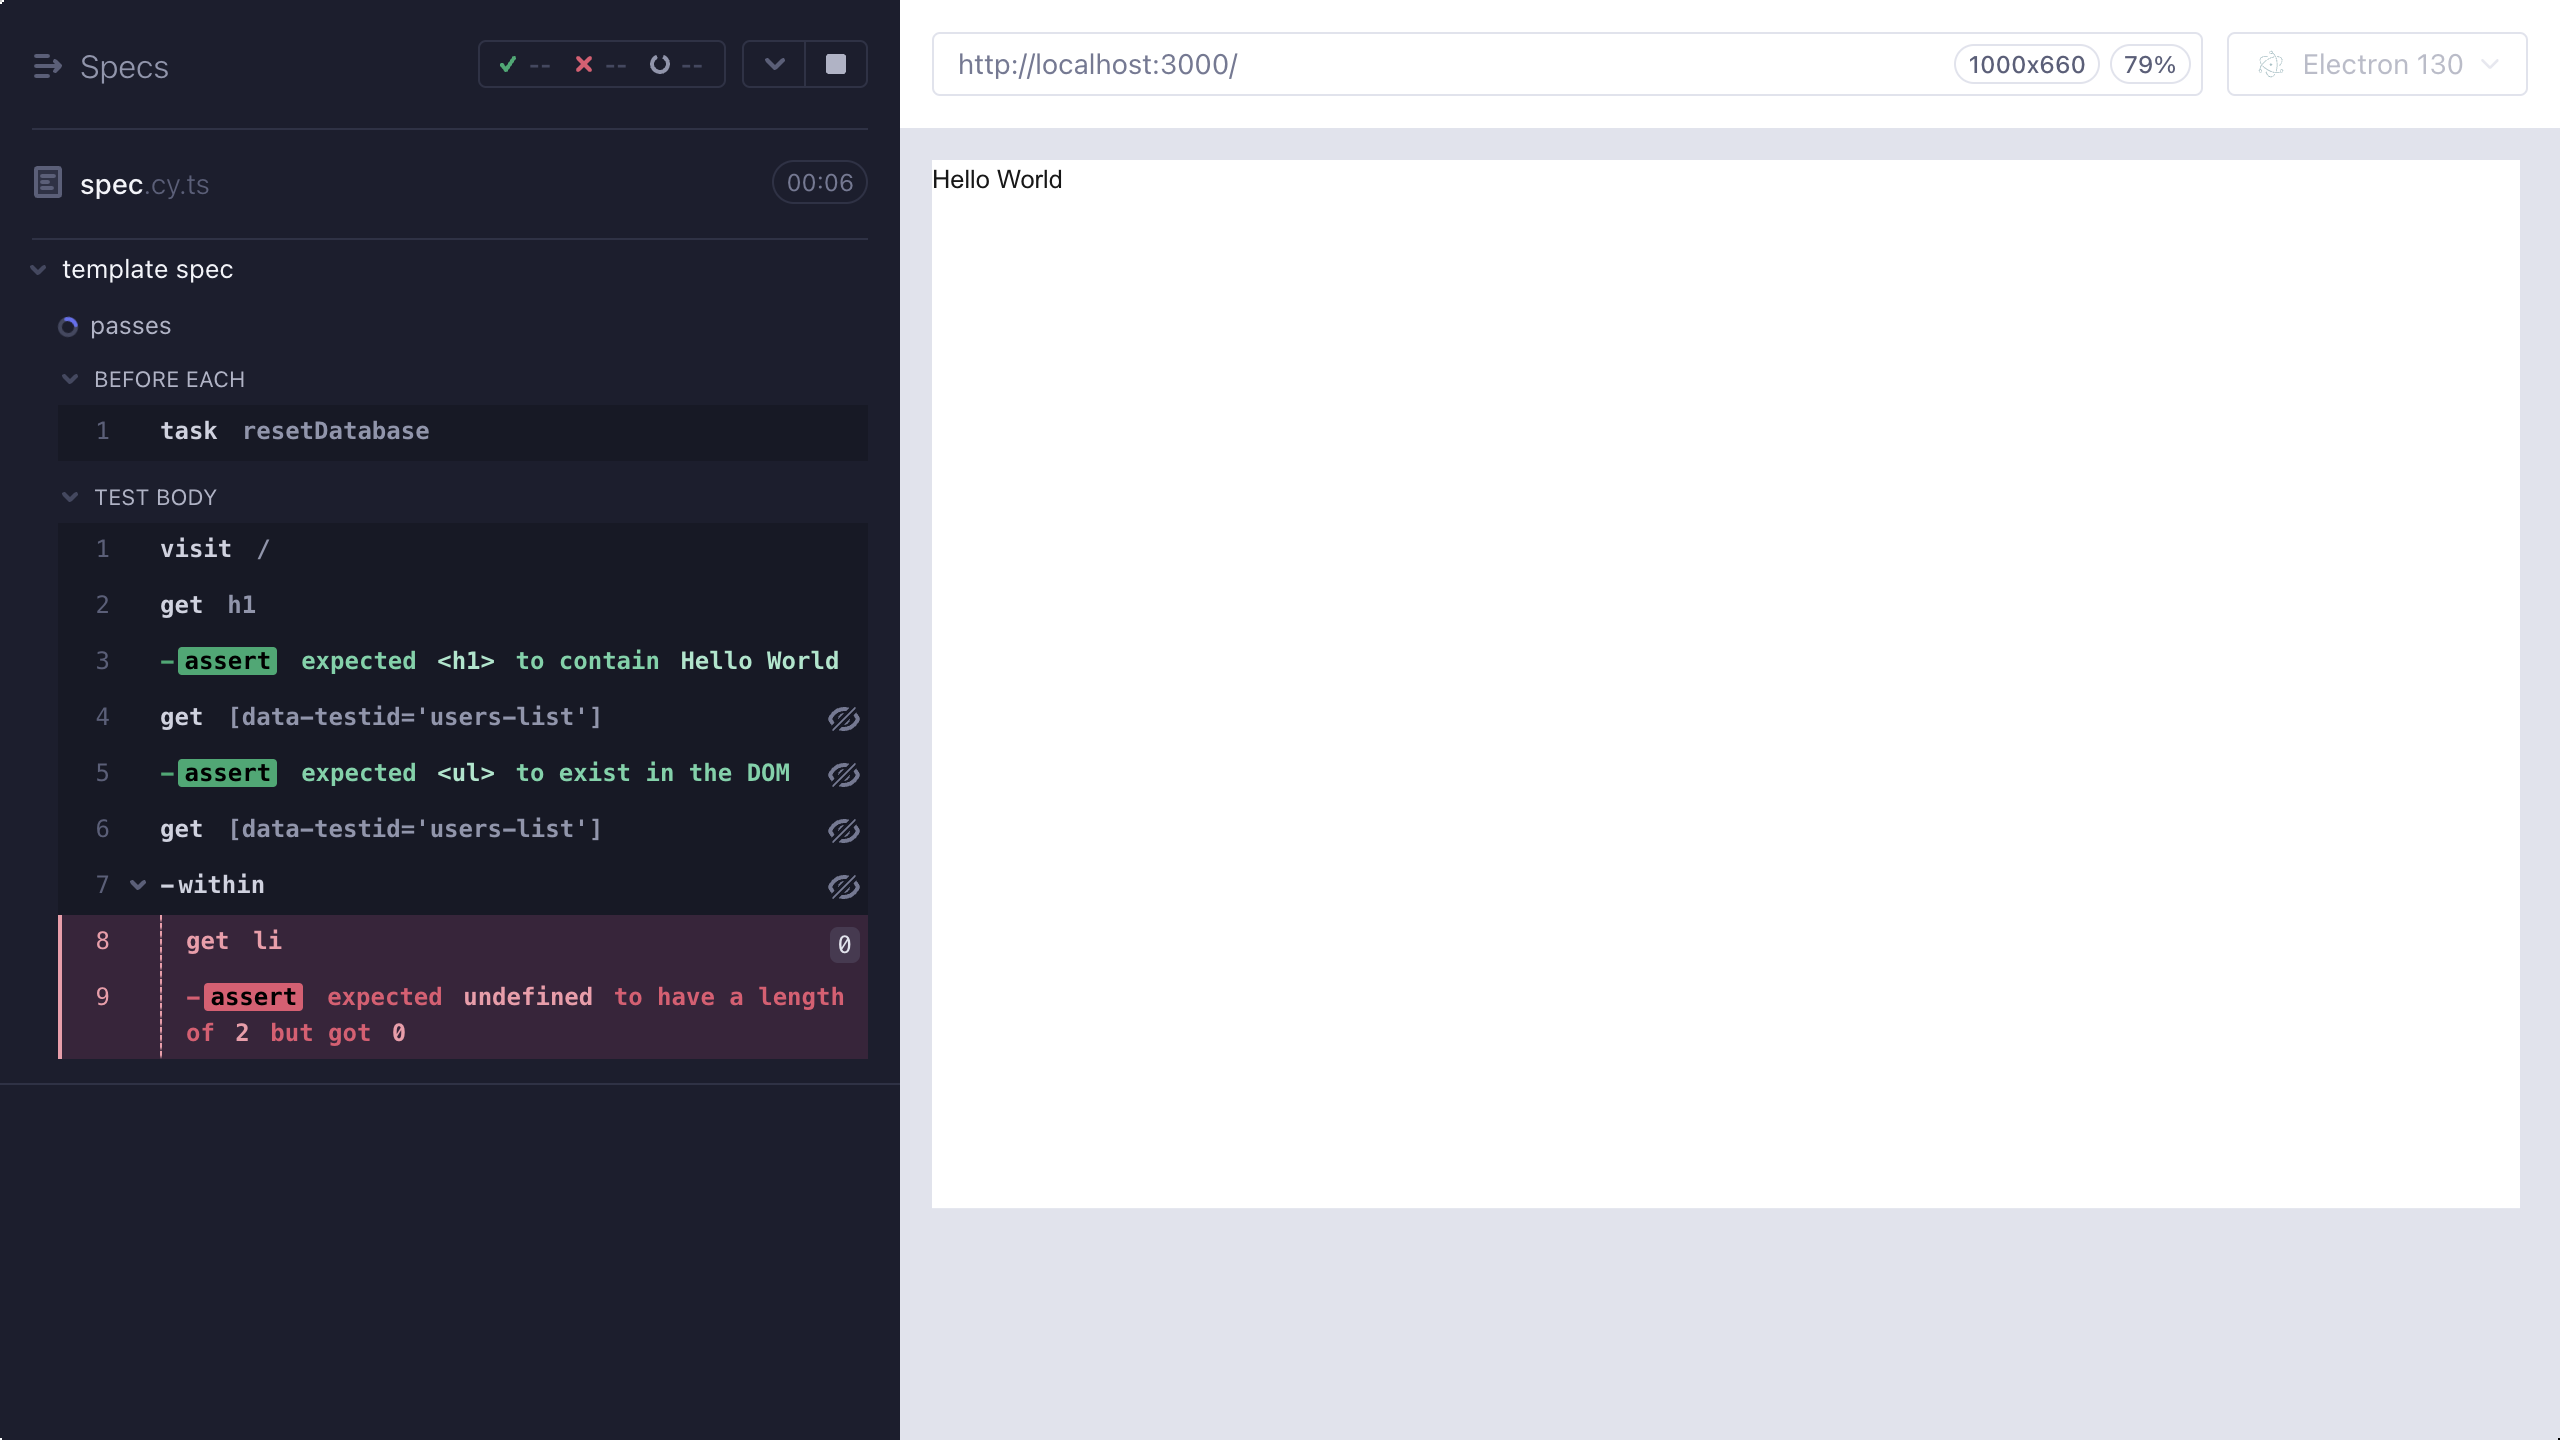 Specs
-- -- --
spec.cy.ts
00:06
template spec
passes
BEFORE EACH
1 task resetDatabase
TEST BODY
1 visit /
2 get h1
3 -assert expected <h1> to contain Hello World
4 get [data-testid='users-list']
5 -assert expected <ul> to exist in the DOM
6 get [data-testid='users-list']
7 -within
8 get li 0
9 -assert expected undefined to have a length
of 2 but got 0
http://localhost:3000/ 1000x660 79% Electron 130
Hello World